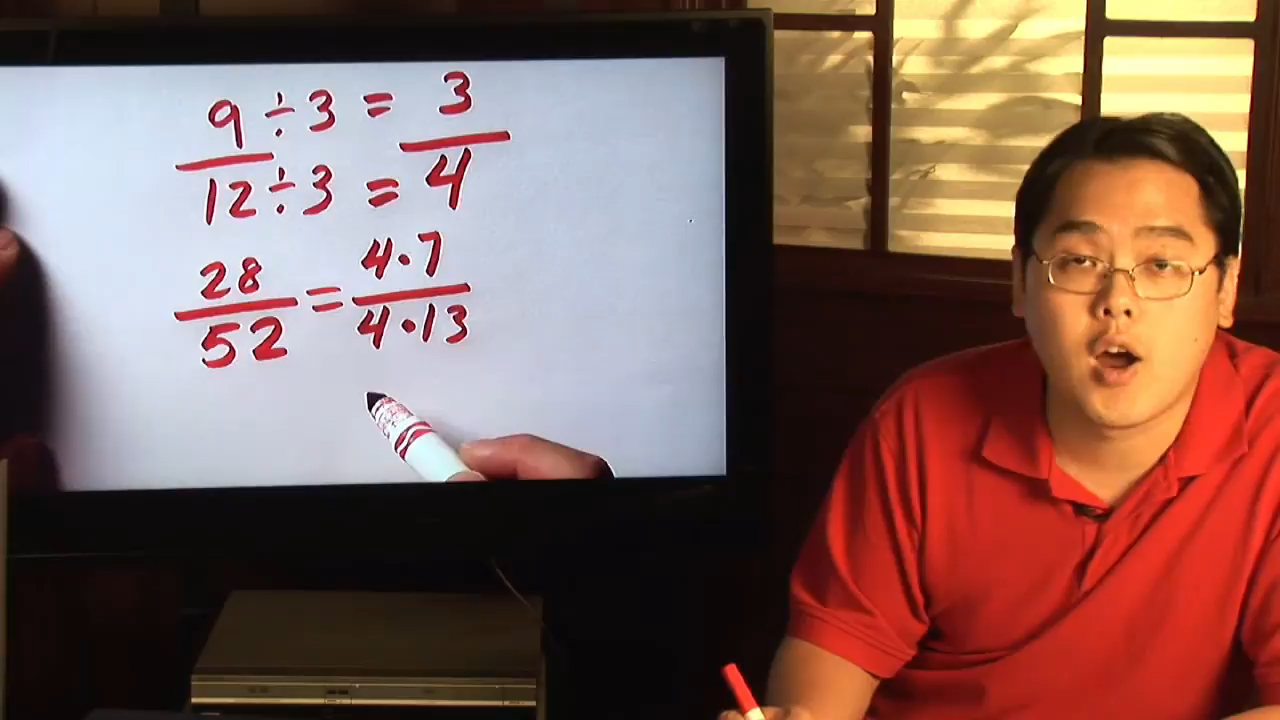 9 ÷ 3 = 3
12 ÷ 3 = 4
28 = 4 · 7
52 4 · 13